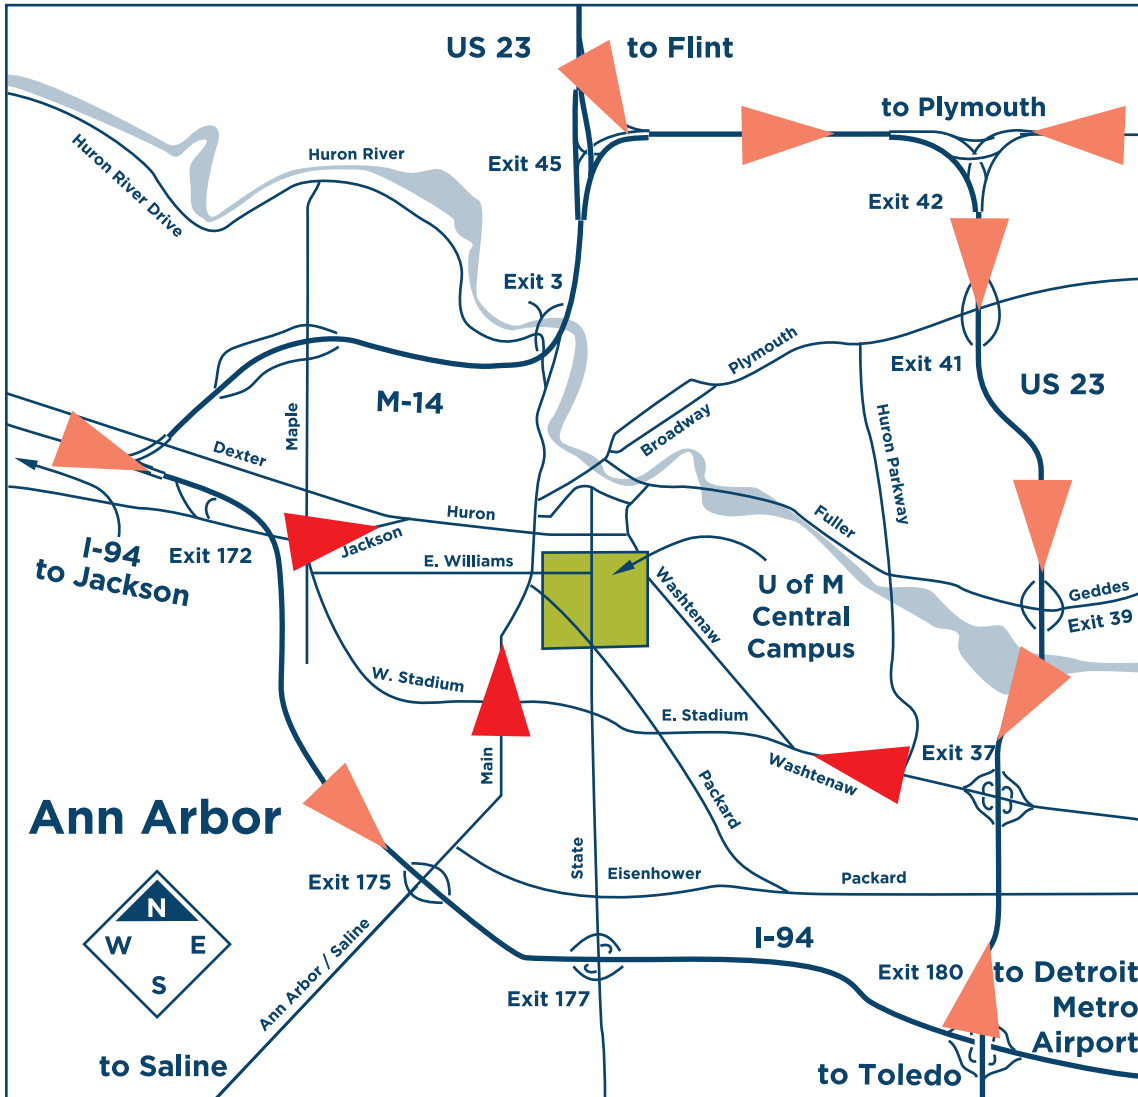 US 23
to Flint
to Plymouth
Huron River
Huron River Drive
Exit 45
Exit 42
Exit 3
Plymouth
Exit 41
US 23
M-14
Maple
Broadway
Huron Parkway
Dexter
Huron
Fuller
Jackson
I-94
to Jackson
Exit 172
E. Williams
Washtenaw
U of M
Central
Campus
Geddes
Exit 39
W. Stadium
E. Stadium
Exit 37
Main
Washtenaw
Packard
Ann Arbor
State
Exit 175
Eisenhower
Packard
N
W
E
S
Ann Arbor / Saline
I-94
Exit 180
to Detroit
Metro
Airport
Exit 177
to Saline
to Toledo